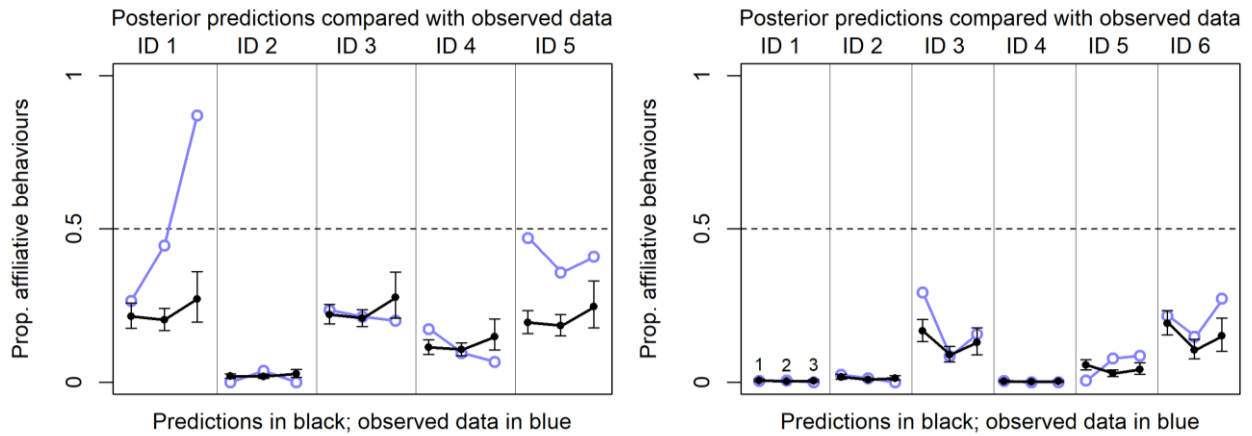 Posterior predictions compared with observed data
ID 1 ID 2 ID 3 ID 4 ID 5
Prop. affiliative behaviours
1
0.5
0
Predictions in black; observed data in blue
Posterior predictions compared with observed data
ID 1 ID 2 ID 3 ID 4 ID 5 ID 6
Prop. affiliative behaviours
1
0.5
0
1 2 3
Predictions in black; observed data in blue